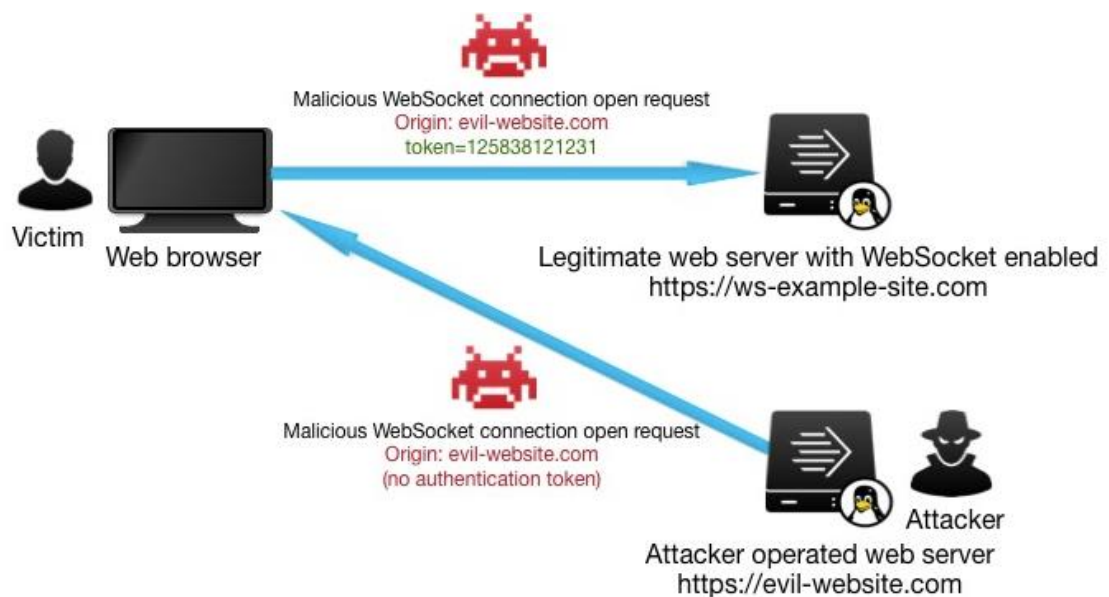 Malicious WebSocket connection open request
Origin: evil-website.com
token=125838121231
Victim
Web browser
Legitimate web server with WebSocket enabled
https://ws-example-site.com
Malicious WebSocket connection open request
Origin: evil-website.com
(no authentication token)
Attacker
Attacker operated web server
https://evil-website.com